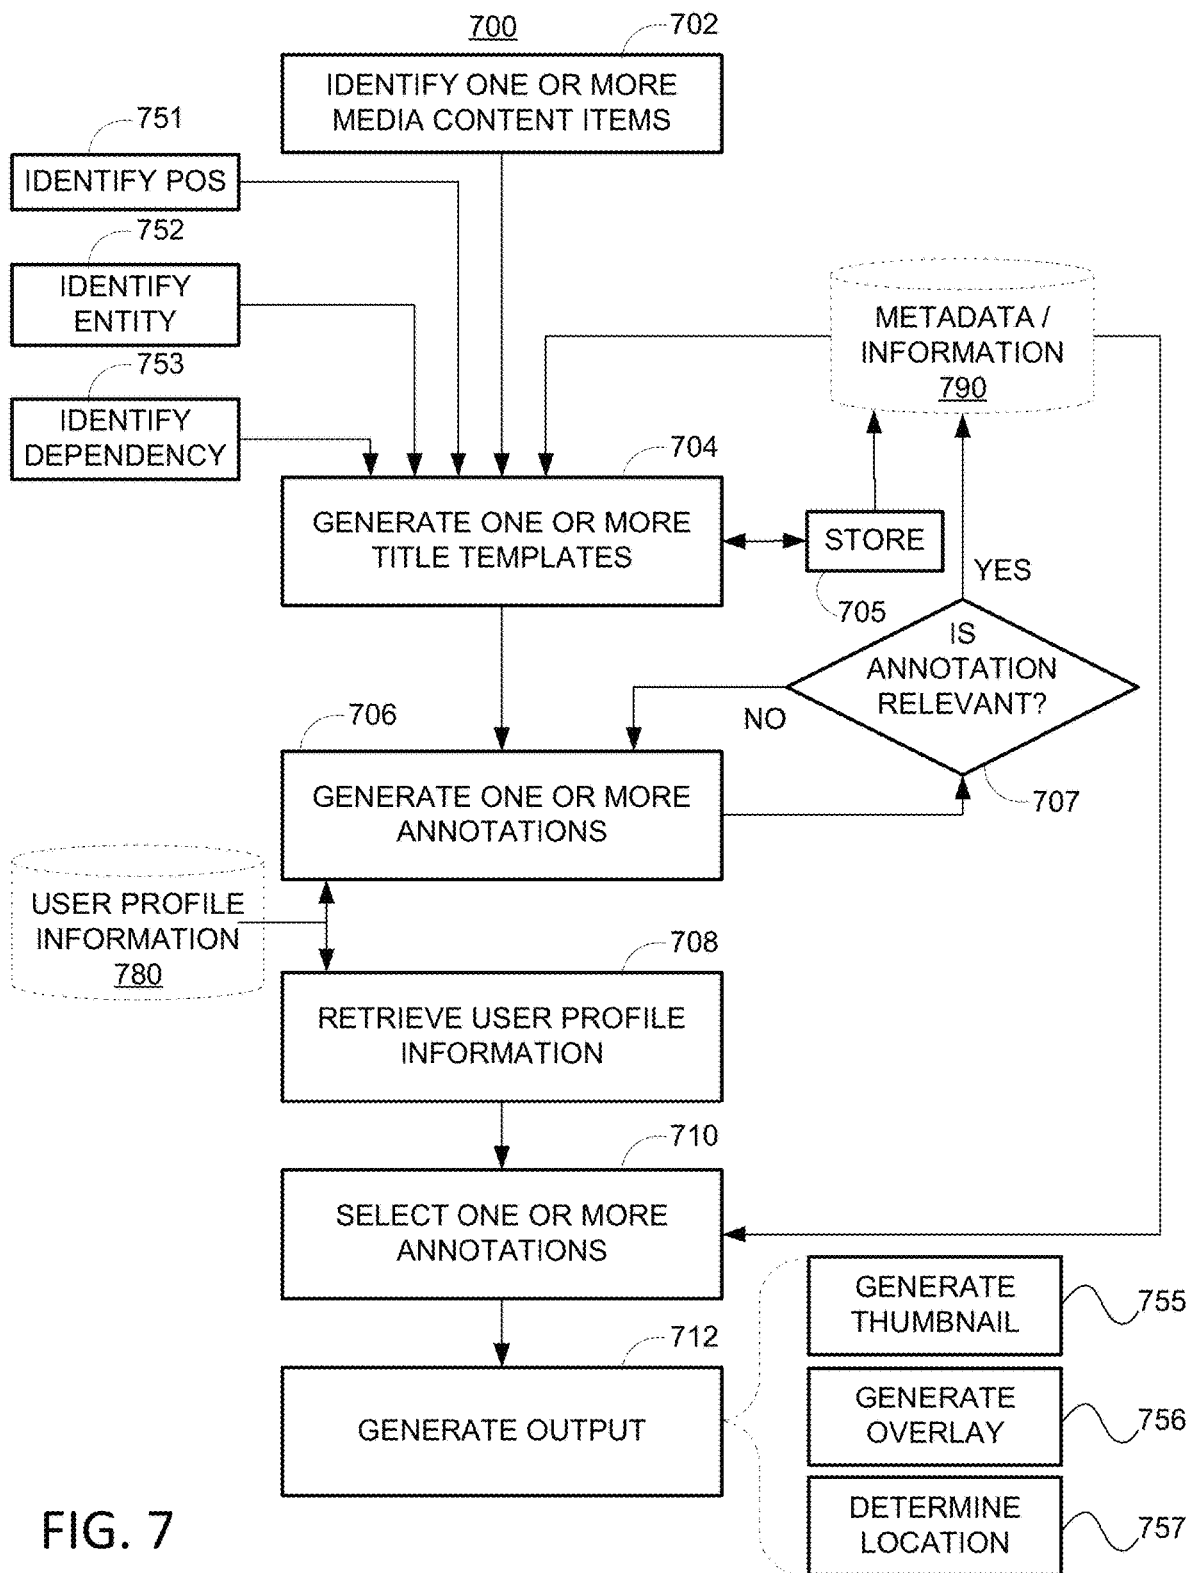 700
702
IDENTIFY ONE OR MORE
MEDIA CONTENT ITEMS
751
IDENTIFY POS
752
IDENTIFY
ENTITY
753
IDENTIFY
DEPENDENCY
METADATA /
INFORMATION
790
704
GENERATE ONE OR MORE
TITLE TEMPLATES
STORE
705
YES
IS
ANNOTATION
RELEVANT?
NO
707
706
GENERATE ONE OR MORE
ANNOTATIONS
USER PROFILE
INFORMATION
780
708
RETRIEVE USER PROFILE
INFORMATION
710
SELECT ONE OR MORE
ANNOTATIONS
712
GENERATE OUTPUT
GENERATE
THUMBNAIL
755
GENERATE
OVERLAY
756
DETERMINE
LOCATION
757
FIG. 7